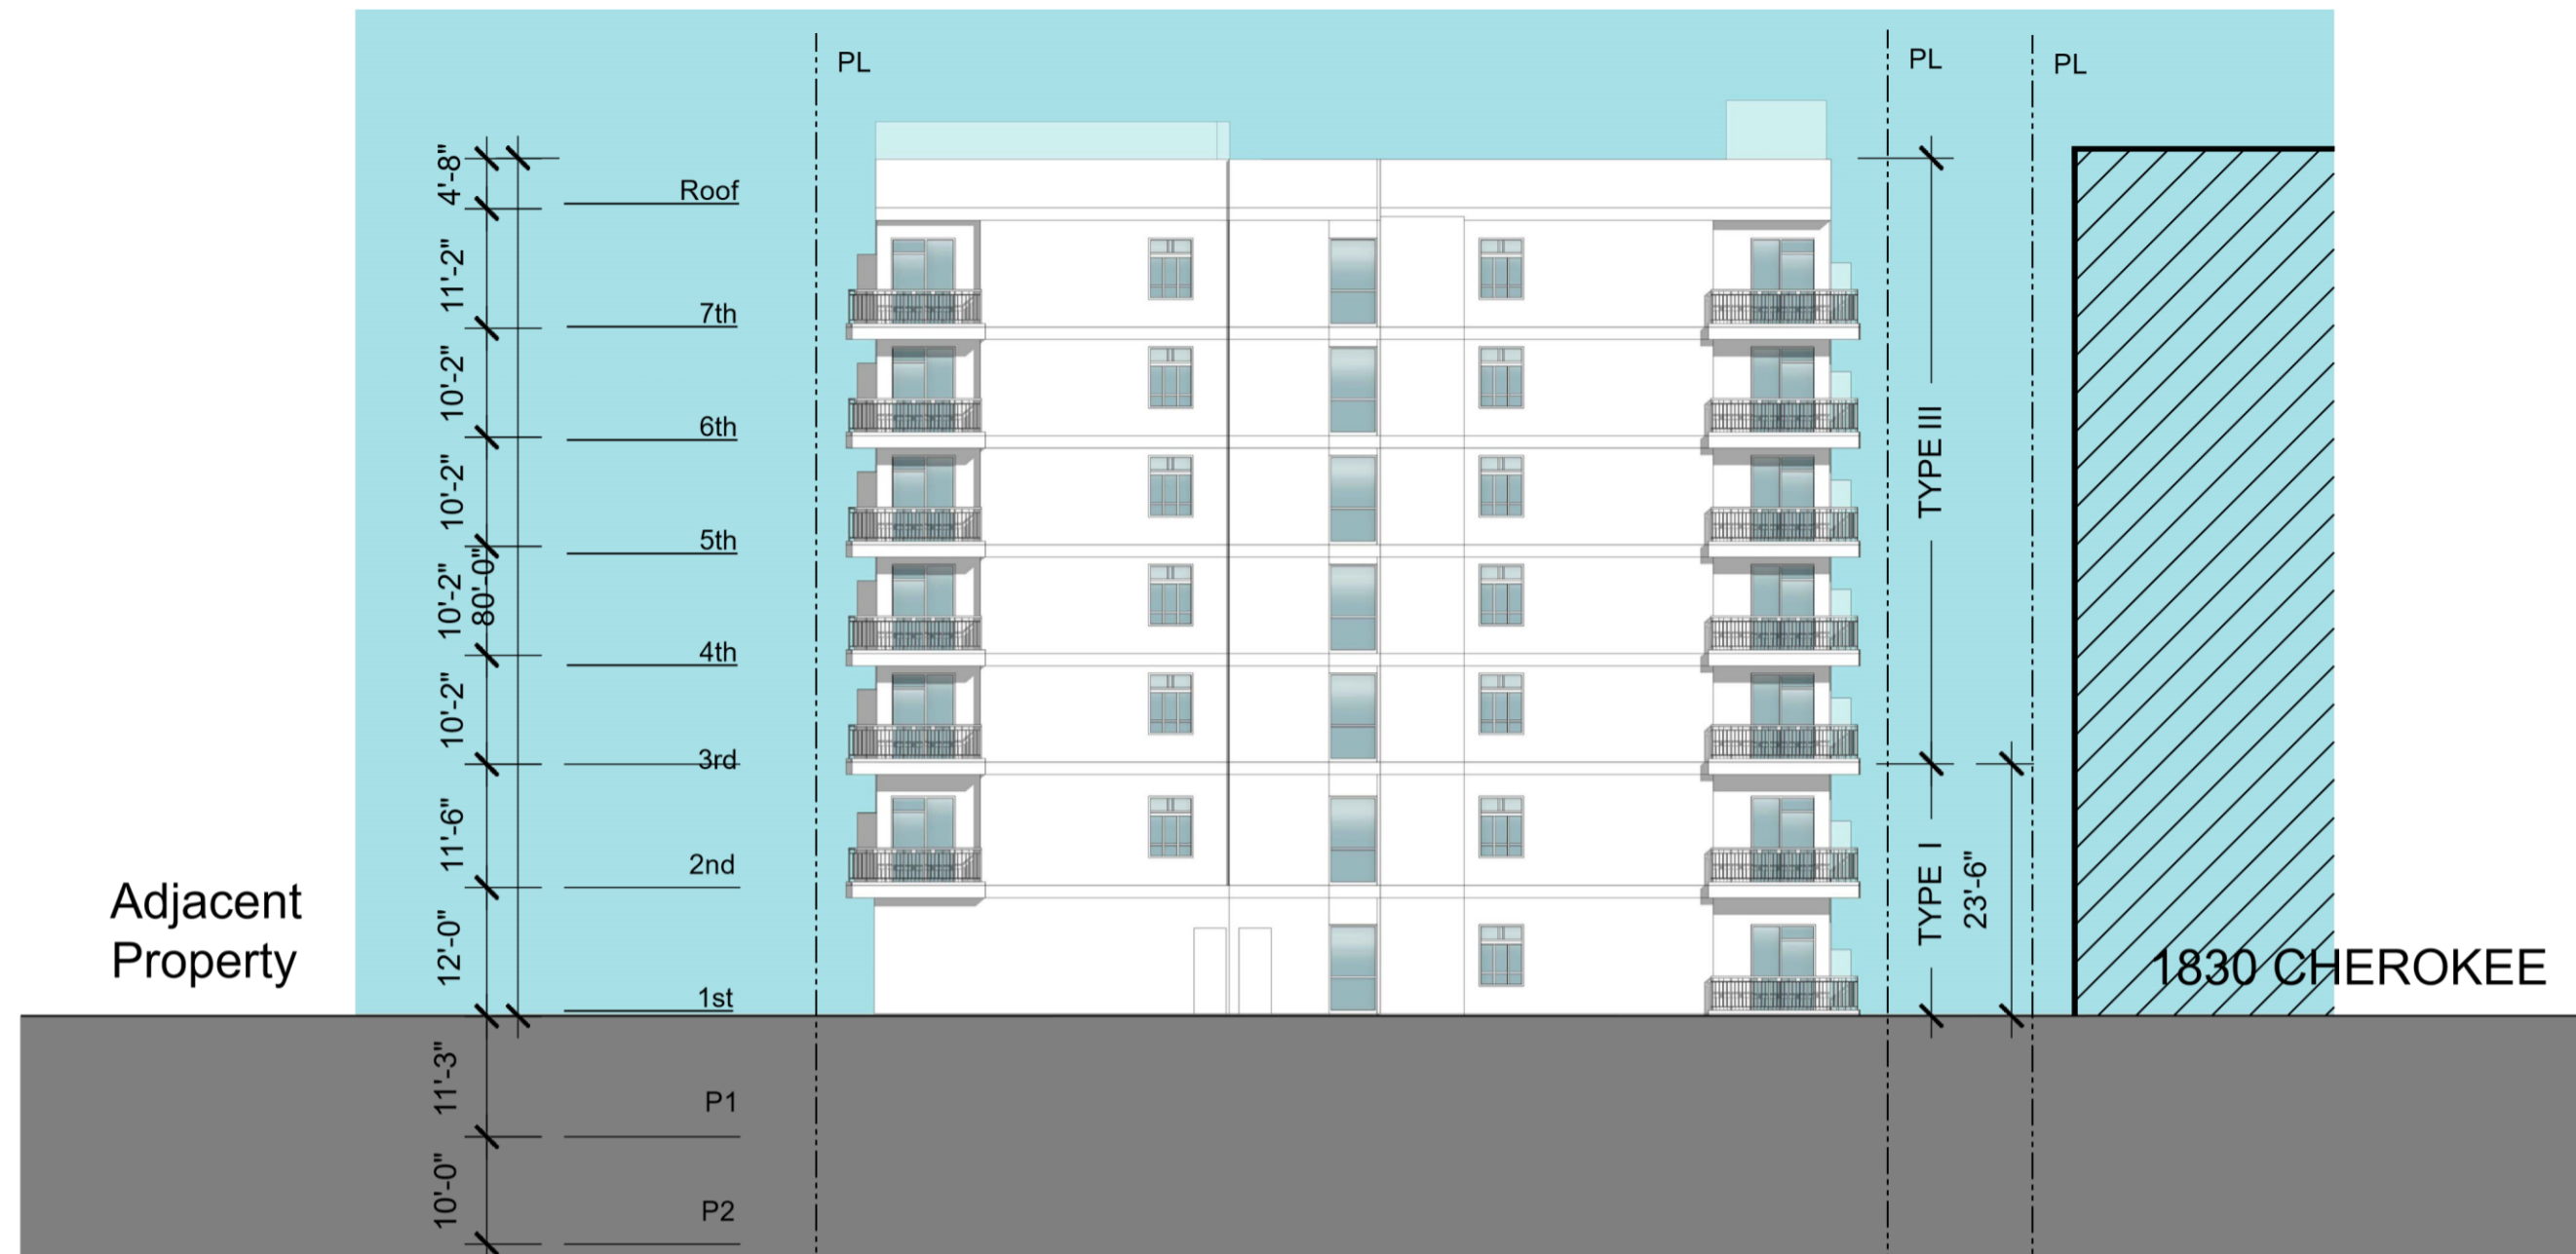 PL
PL
PL
4'-8"
Roof
11'-2"
7th
10'-2"
6th
10'-2"
5th
10'-2"
80'-0"
4th
10'-2"
3rd
11'-6"
2nd
12'-0"
1st
11'-3"
P1
10'-0"
P2
TYPE III
TYPE I
23'-6"
Adjacent
Property
1830 CHEROKEE